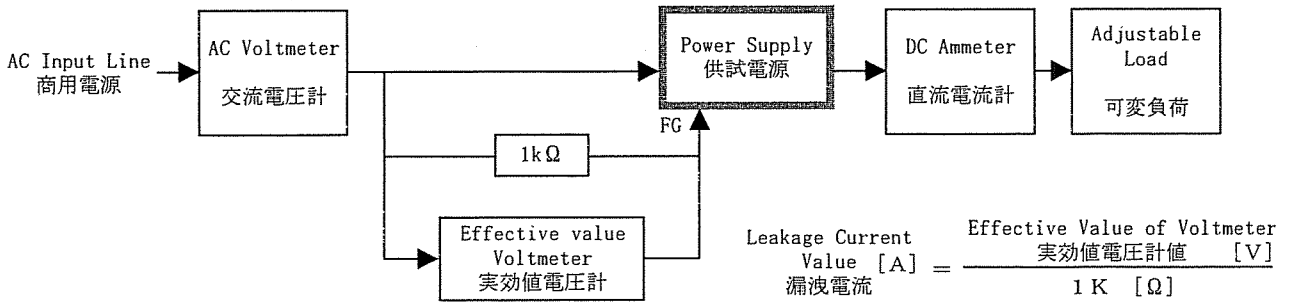 AC Input Line
商用電源
AC Voltmeter
交流電圧計
Power Supply
供試電源
DC Ammeter
直流電流計
Adjustable
Load
可変負荷
FG
1kΩ
Effective value
Voltmeter
実効値電圧計
Leakage Current
Value [A]
漏洩電流
=
Effective Value of Voltmeter
実効値電圧計値 [V]
1 K [Ω]